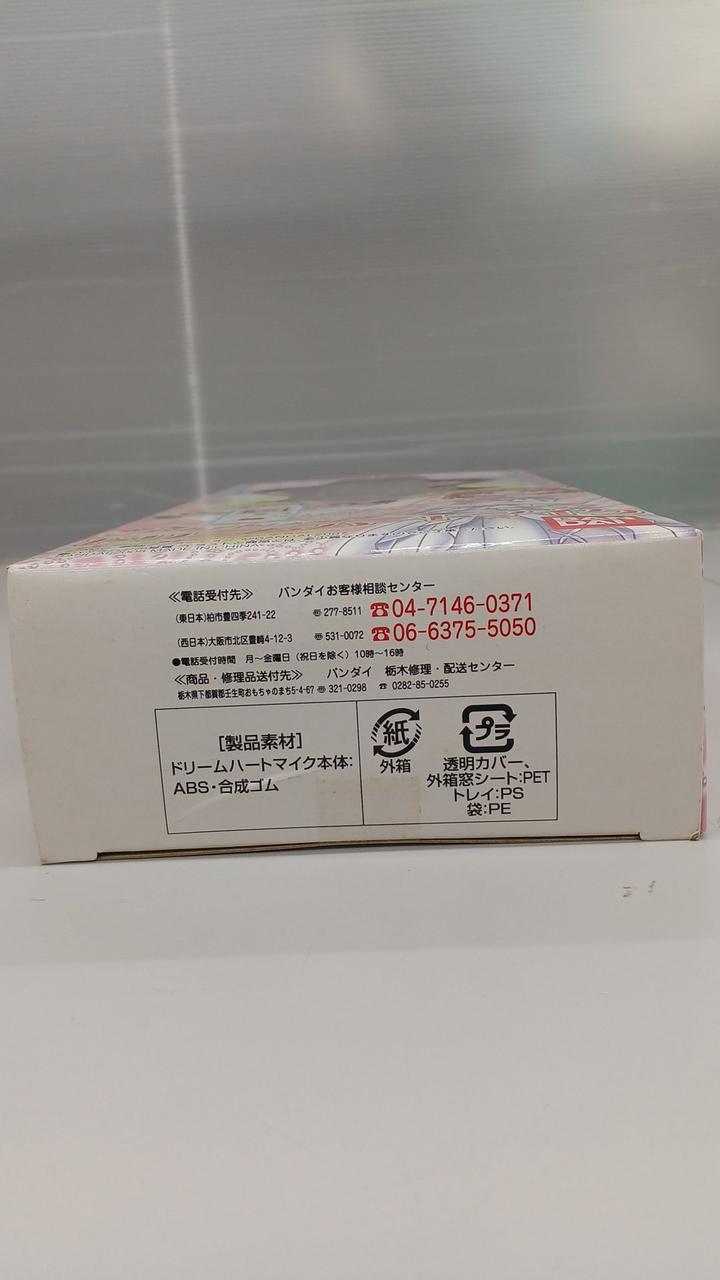 ≪電話受付先≫ バンダイお客様相談センター
(東日本)柏市豊四季241-22 〠277-8511 ☎04-7146-0371
(西日本)大阪市北区豊崎4-12-3 〠531-0072 ☎06-6375-5050
●電話受付時間 月～金曜日（祝日を除く）10時～16時
≪商品・修理品送付先≫ バンダイ 栃木修理・配送センター
栃木県下都賀郡壬生町おもちゃのまち5-4-67 〠321-0298 ☎ 0282-85-0255
[製品素材]
ドリームハートマイク本体:
ABS・合成ゴム
紙
外箱
プラ
透明カバー、
外箱窓シート:PET
トレイ:PS
袋:PE